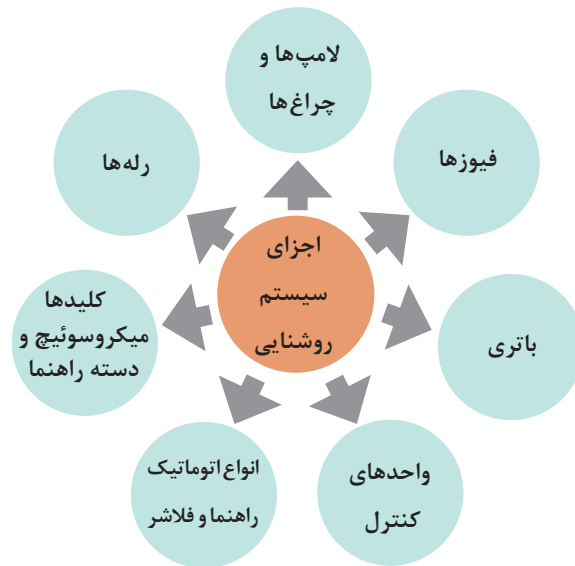 اجزای
سیستم
روشنایی
لامپ‌ها و
چراغ‌ها
فیوزها
باتری
واحدهای
کنترل
انواع اتوماتیک
راهنما و فلاشر
کلیدها
میکروسوئیچ و
دسته راهنما
رله‌ها